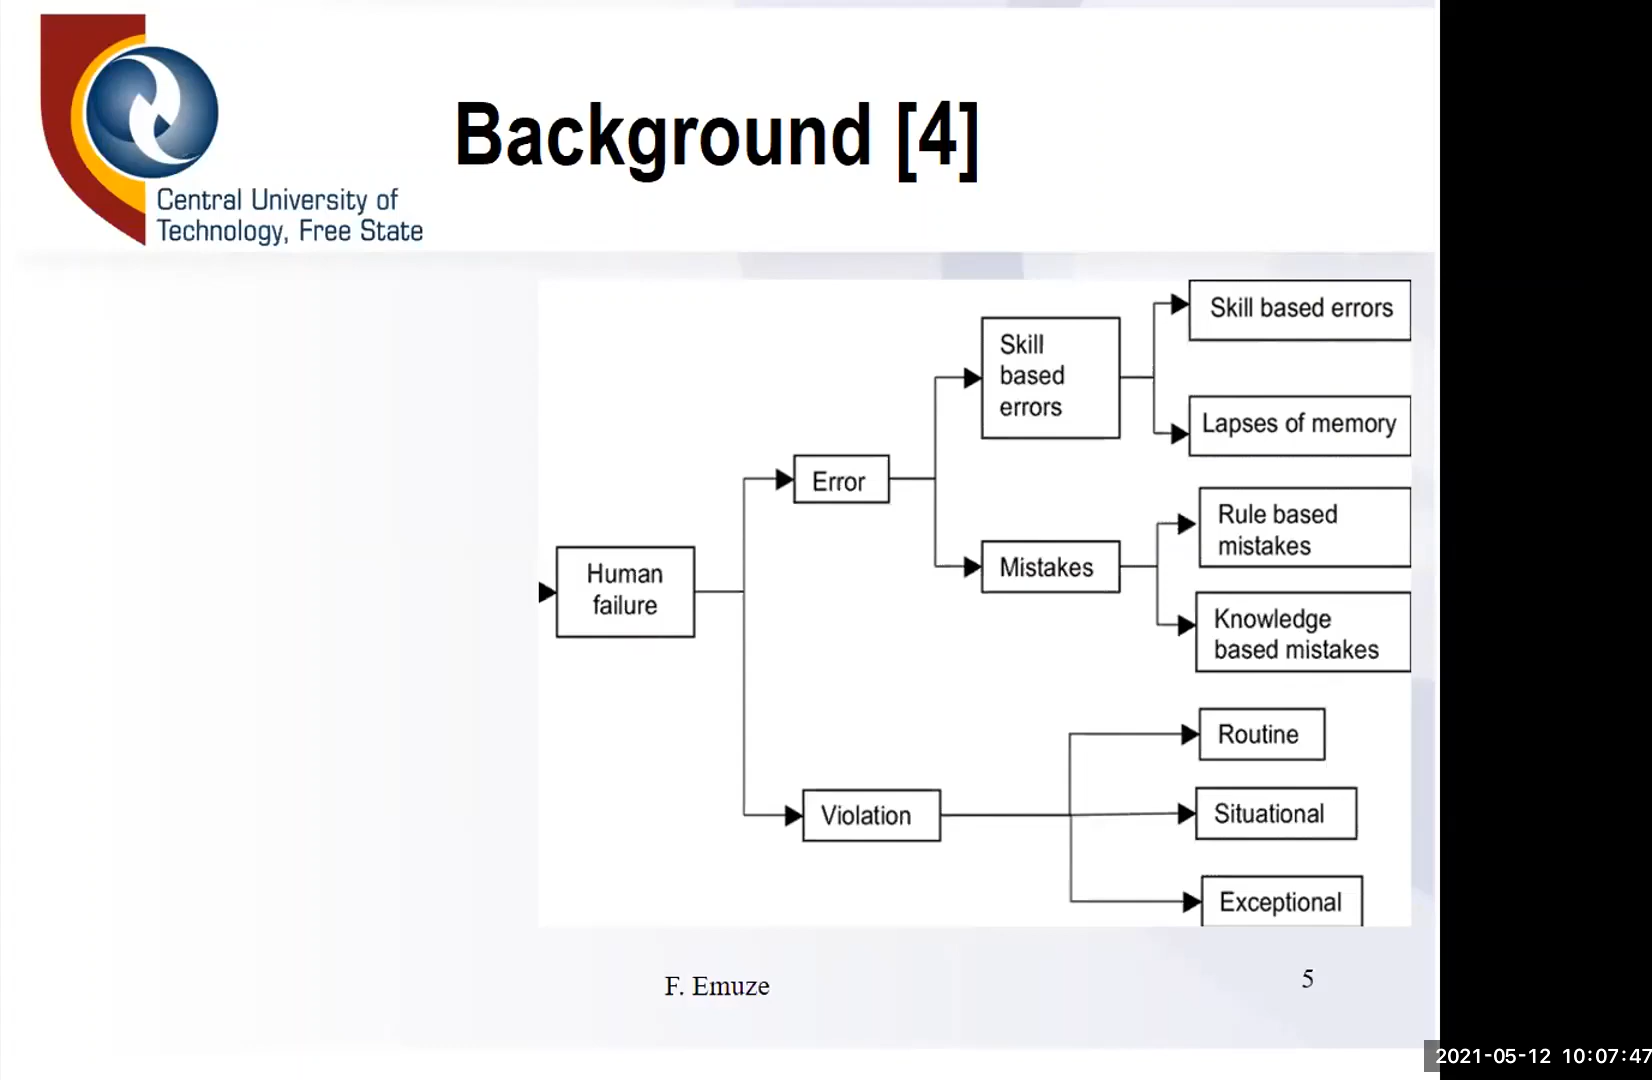 Central University of
Technology, Free State
Background [4]
Skill based errors
Skill
based
errors
Lapses of memory
Error
Rule based
mistakes
Mistakes
Human
failure
Knowledge
based mistakes
Routine
Violation
Situational
Exceptional
F. Emuze
5
2021-05-12 10:07:47